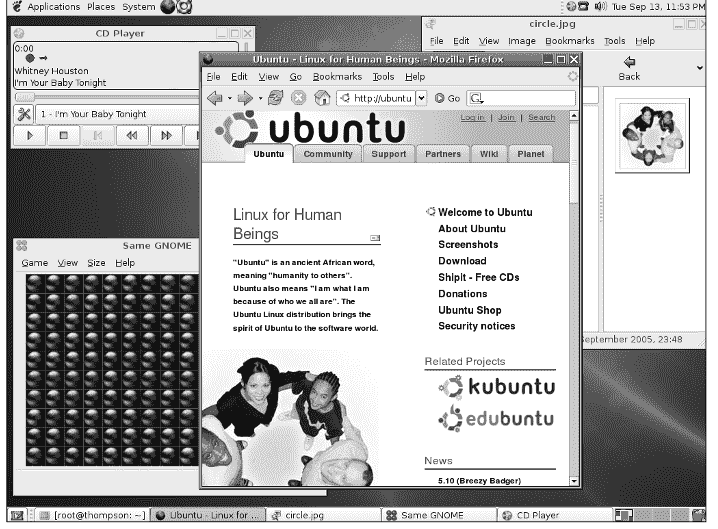 Applications Places System
Tue Sep 13, 11:53 PM
CD Player
0:00
Whitney Houston
I'm Your Baby Tonight
1 - I'm Your Baby Tonight
circle.jpg
File Edit View Image Bookmarks Tools Help
Back
September 2005, 23:48
Same GNOME
Game View Size Help
Ubuntu - Linux for Human Beings - Mozilla Firefox
File Edit View Go Bookmarks Tools Help
http://ubuntu Go G
Log in | Join | Search
ubuntu
Ubuntu Community Support Partners Wiki Planet
Linux for Human
Beings
"Ubuntu" is an ancient African word,
meaning "humanity to others".
Ubuntu also means "I am what I am
because of who we all are". The
Ubuntu Linux distribution brings the
spirit of Ubuntu to the software world.
Welcome to Ubuntu
About Ubuntu
Screenshots
Download
ShipIt - Free CDs
Donations
Ubuntu Shop
Security notices
Related Projects
kubuntu
edubuntu
News
5.10 (Breezy Badger)
[root@thompson: ~] Ubuntu - Linux for ... circle.jpg Same GNOME CD Player